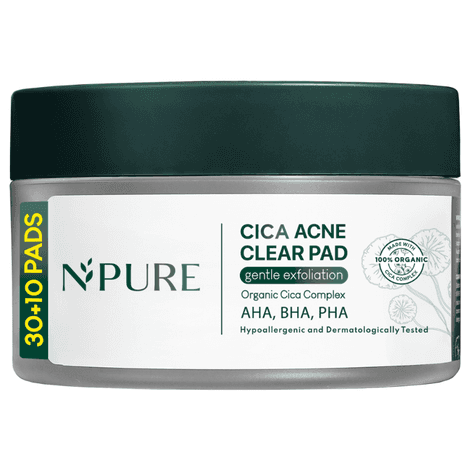 30+10 PADS
NPURE
CICA ACNE
CLEAR PAD
gentle exfoliation
Organic Cica Complex
AHA, BHA, PHA
Hypoallergenic and Dermatologically Tested
MADE WITH
100% ORGANIC
CICA COMPLEX